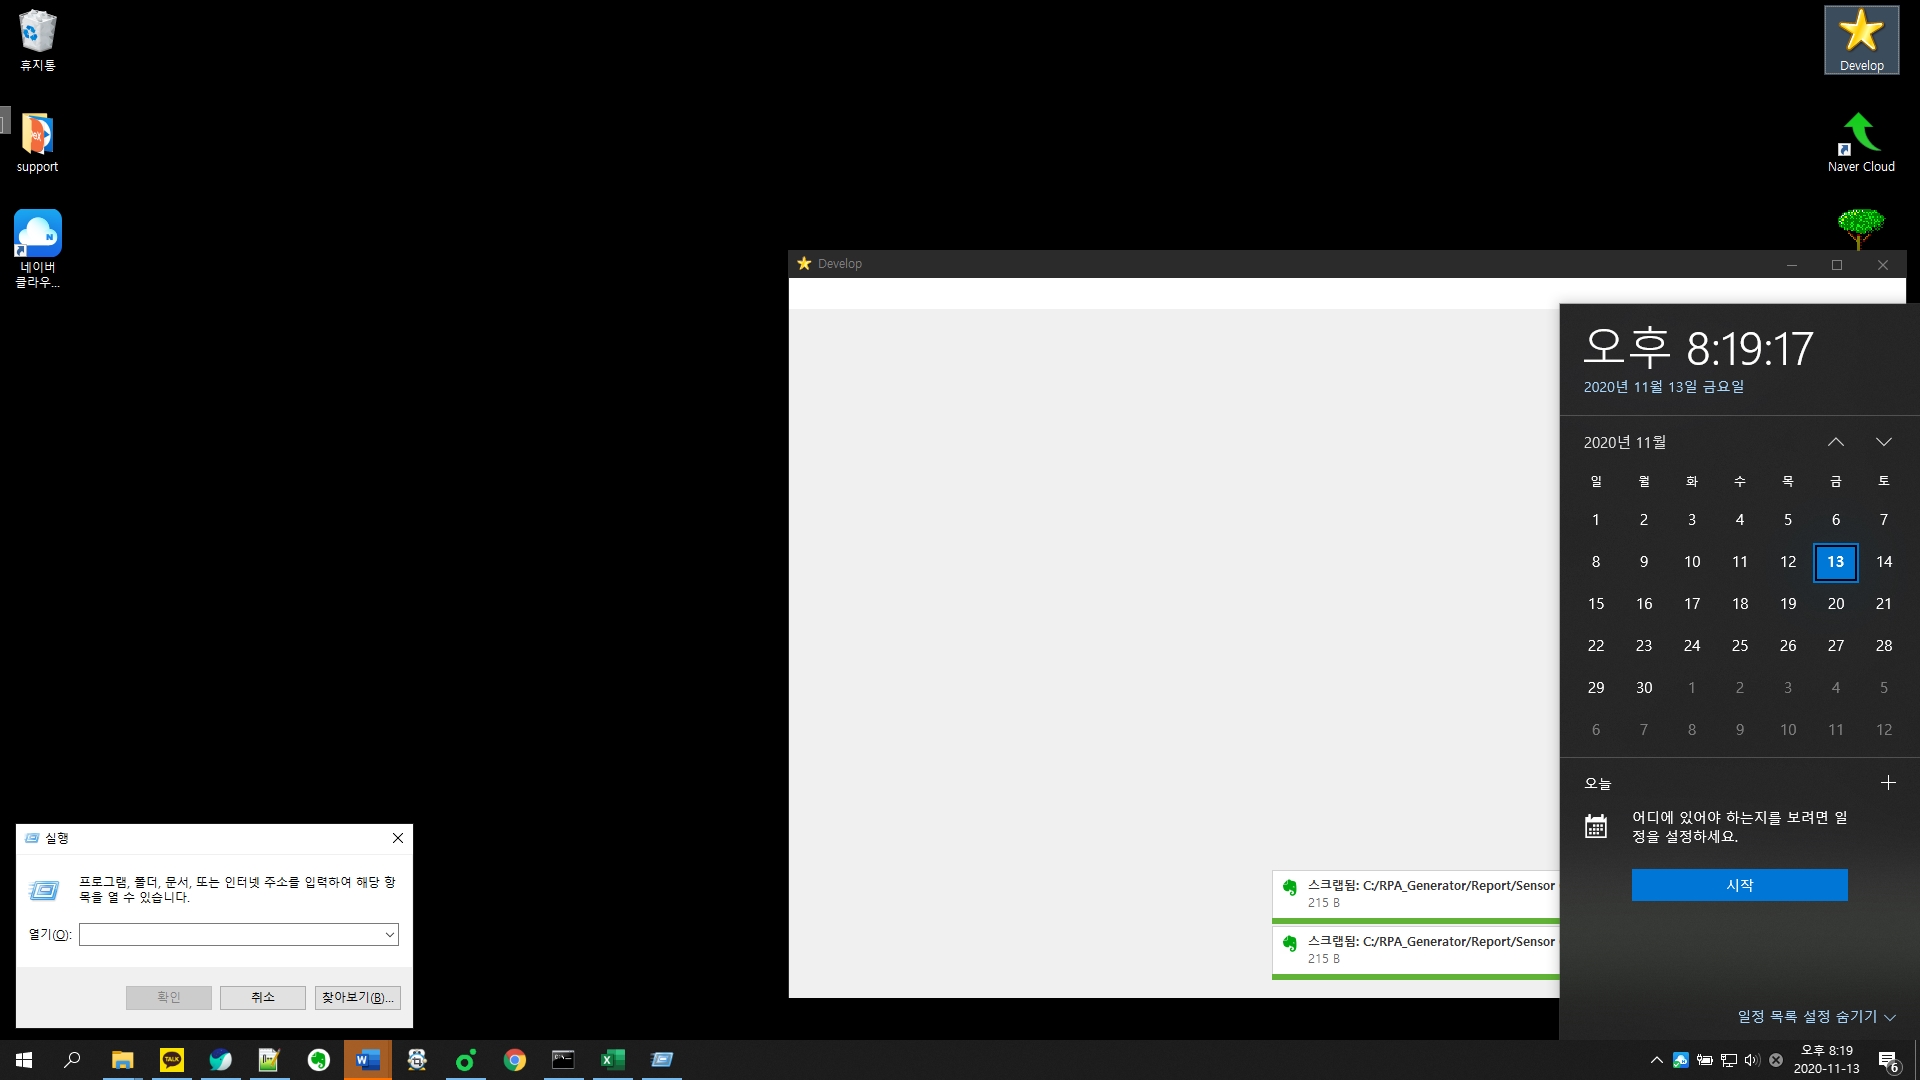 휴지통
support
네이버
클라우...
Develop
Naver Cloud
Develop
오후 8:19:17
2020년 11월 13일 금요일
2020년 11월
일 월 화 수 목 금 토
1 2 3 4 5 6 7
8 9 10 11 12 13 14
15 16 17 18 19 20 21
22 23 24 25 26 27 28
29 30 1 2 3 4 5
6 7 8 9 10 11 12
오늘
어디에 있어야 하는지를 보려면 일
정을 설정하세요.
시작
일정 목록 설정 숨기기
스크랩됨: C:/RPA_Generator/Report/Sensor
215 B
스크랩됨: C:/RPA_Generator/Report/Sensor
215 B
실행
프로그램, 폴더, 문서, 또는 인터넷 주소를 입력하여 해당 항
목을 열 수 있습니다.
열기(O):
확인 취소 찾아보기(B)...
TALK
오후 8:19
2020-11-13
6